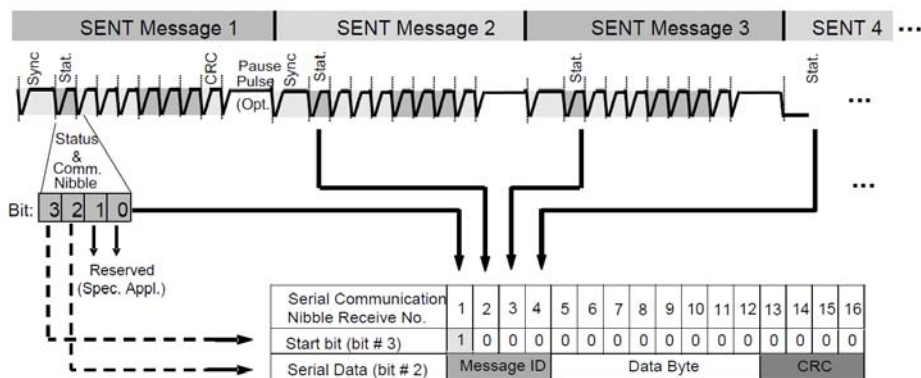 SENT Message 1 SENT Message 2 SENT Message 3 SENT 4 ...
Sync Stat. CRC Pause Pulse (Opt. Sync Stat. Stat. Stat.
...
Status & Comm. Nibble
...
Bit: 3 2 1 0
Reserved
(Spec. Appl.)
Serial Communication Nibble Receive No. 1 2 3 4 5 6 7 8 9 10 11 12 13 14 15 16
Start bit (bit # 3) 1 0 0 0 0 0 0 0 0 0 0 0 0 0 0 0
Serial Data (bit # 2) Message ID Data Byte CRC